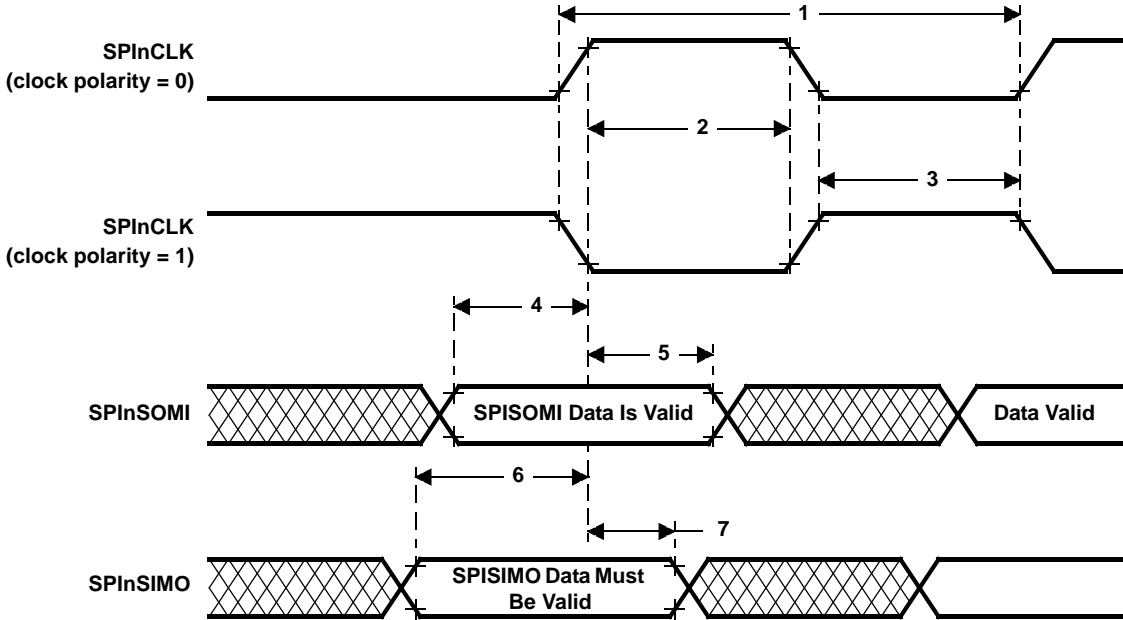 1
SPInCLK
(clock polarity = 0)
2
3
SPInCLK
(clock polarity = 1)
4
5
SPInSOMI
SPISOMI Data Is Valid
Data Valid
6
7
SPInSIMO
SPISIMO Data Must
Be Valid